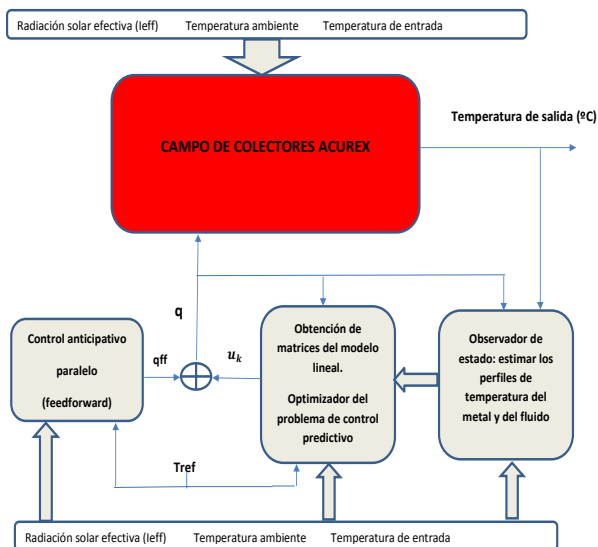 Radiación solar efectiva (Ieff) Temperatura ambiente Temperatura de entrada
CAMPO DE COLECTORES ACUREX
Temperatura de salida (ºC)
q
Control anticipativo
paralelo
(feedforward)
qff
u_k
Obtención de
matrices del modelo
lineal.
Optimizador del
problema de control
predictivo
Observador de
estado: estimar los
perfiles de
temperatura del
metal y del fluido
Tref
Radiación solar efectiva (Ieff) Temperatura ambiente Temperatura de entrada